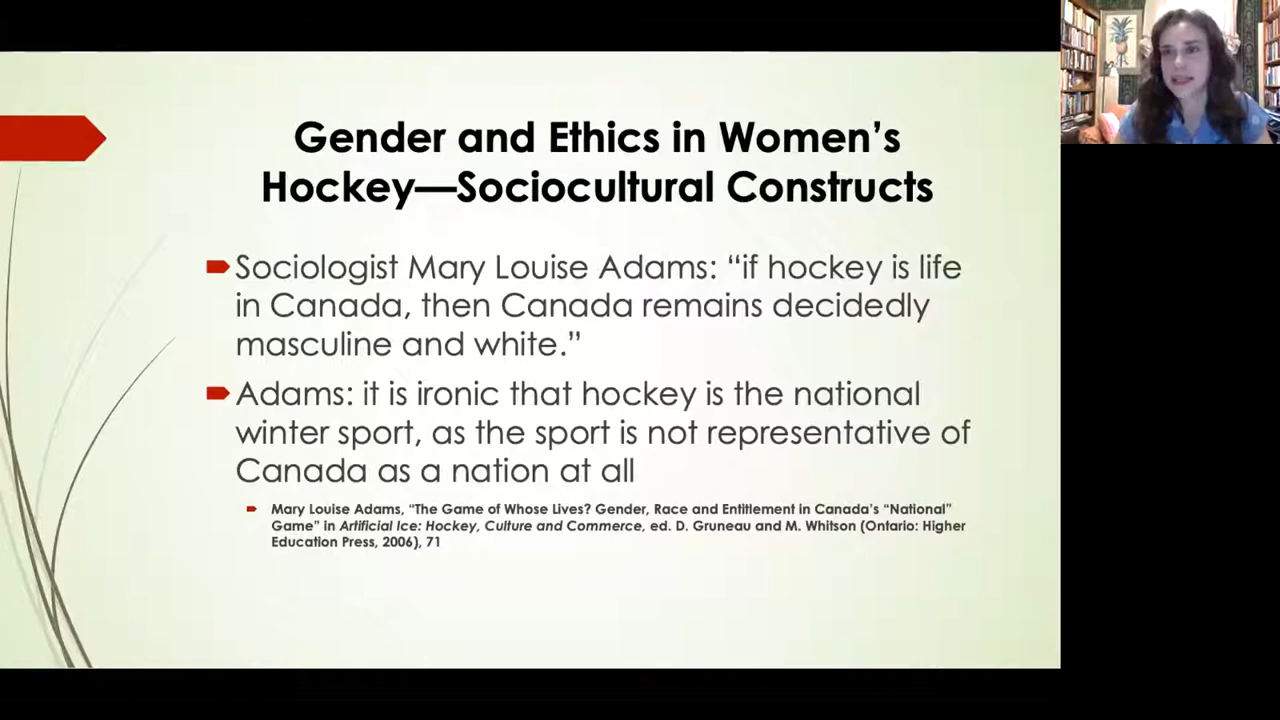 Gender and Ethics in Women’s
Hockey—Sociocultural Constructs
Sociologist Mary Louise Adams: “if hockey is life
in Canada, then Canada remains decidedly
masculine and white.”
Adams: it is ironic that hockey is the national
winter sport, as the sport is not representative of
Canada as a nation at all
Mary Louise Adams, “The Game of Whose Lives? Gender, Race and Entitlement in Canada’s “National”
Game” in Artificial Ice: Hockey, Culture and Commerce, ed. D. Gruneau and M. Whitson (Ontario: Higher
Education Press, 2006), 71